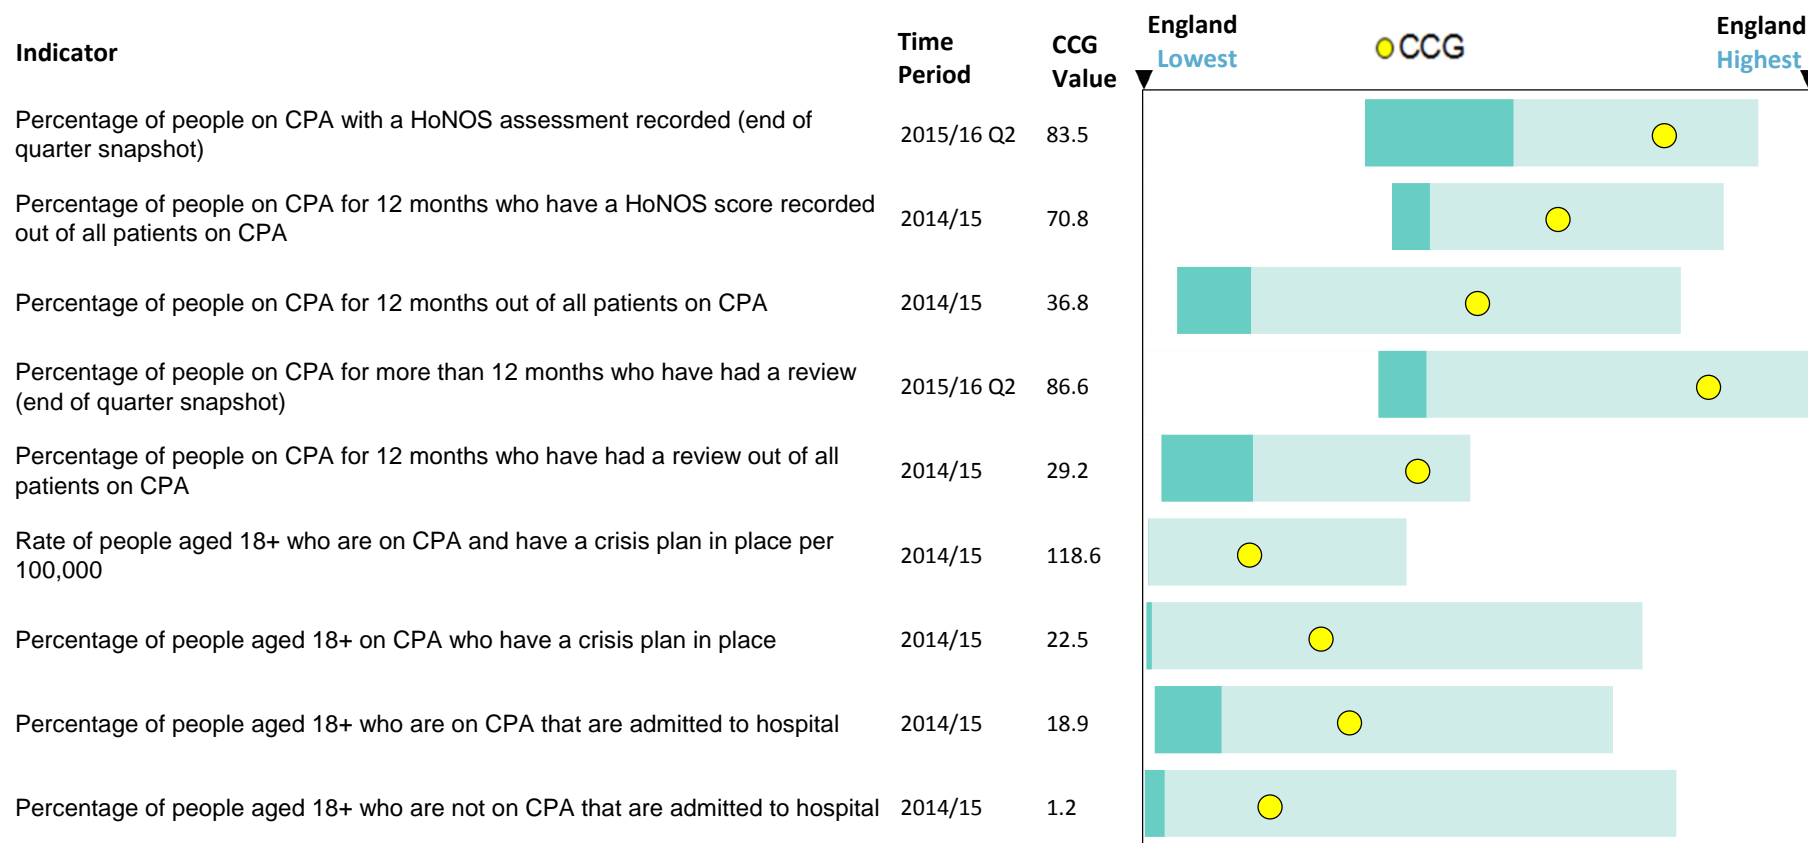 Indicator
Time
Period
CCG
Value
England
Lowest
CCG
England
Highest
Percentage of people on CPA with a HoNOS assessment recorded (end of
quarter snapshot)
2015/16 Q2
83.5
Percentage of people on CPA for 12 months who have a HoNOS score recorded
out of all patients on CPA
2014/15
70.8
Percentage of people on CPA for 12 months out of all patients on CPA
2014/15
36.8
Percentage of people on CPA for more than 12 months who have had a review
(end of quarter snapshot)
2015/16 Q2
86.6
Percentage of people on CPA for 12 months who have had a review out of all
patients on CPA
2014/15
29.2
Rate of people aged 18+ who are on CPA and have a crisis plan in place per
100,000
2014/15
118.6
Percentage of people aged 18+ on CPA who have a crisis plan in place
2014/15
22.5
Percentage of people aged 18+ who are on CPA that are admitted to hospital
2014/15
18.9
Percentage of people aged 18+ who are not on CPA that are admitted to hospital
2014/15
1.2